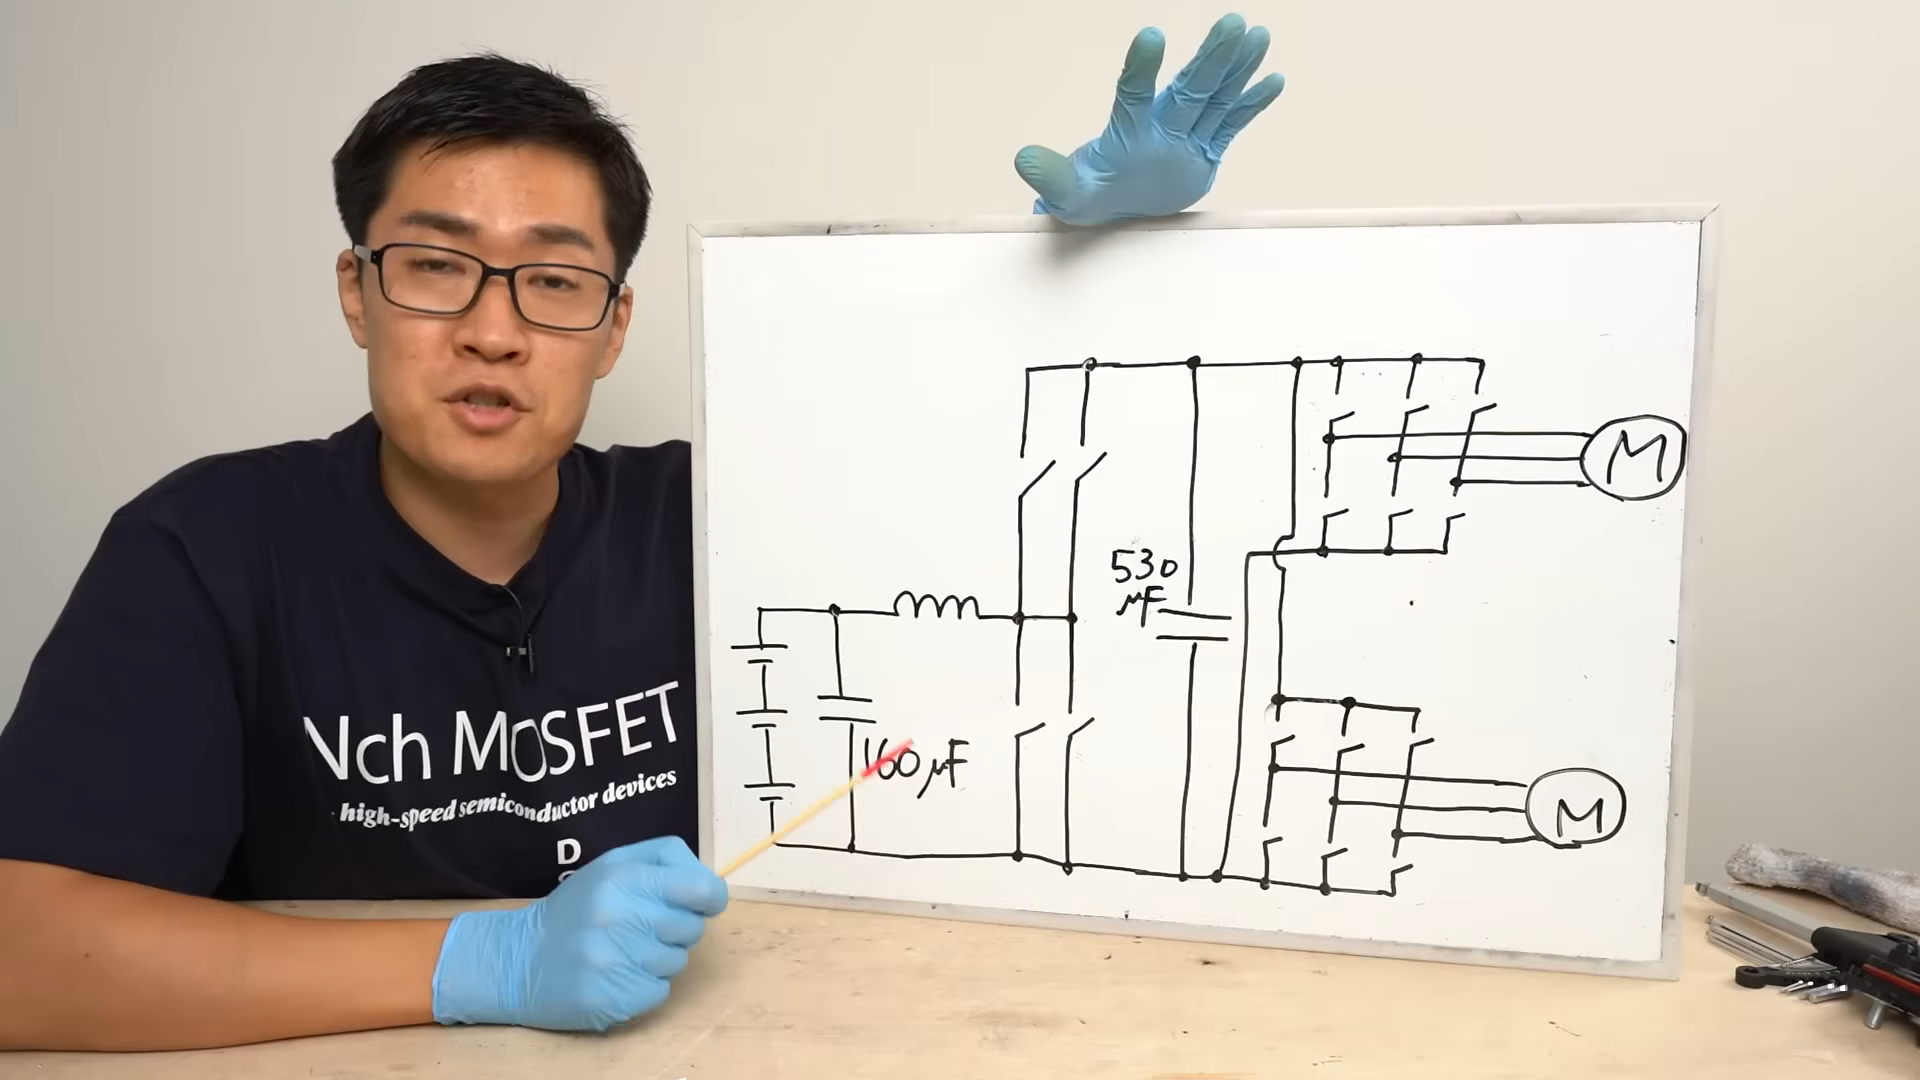 Nch MOSFET
high-speed semiconductor devices
D
530
μF
160μF
M
M